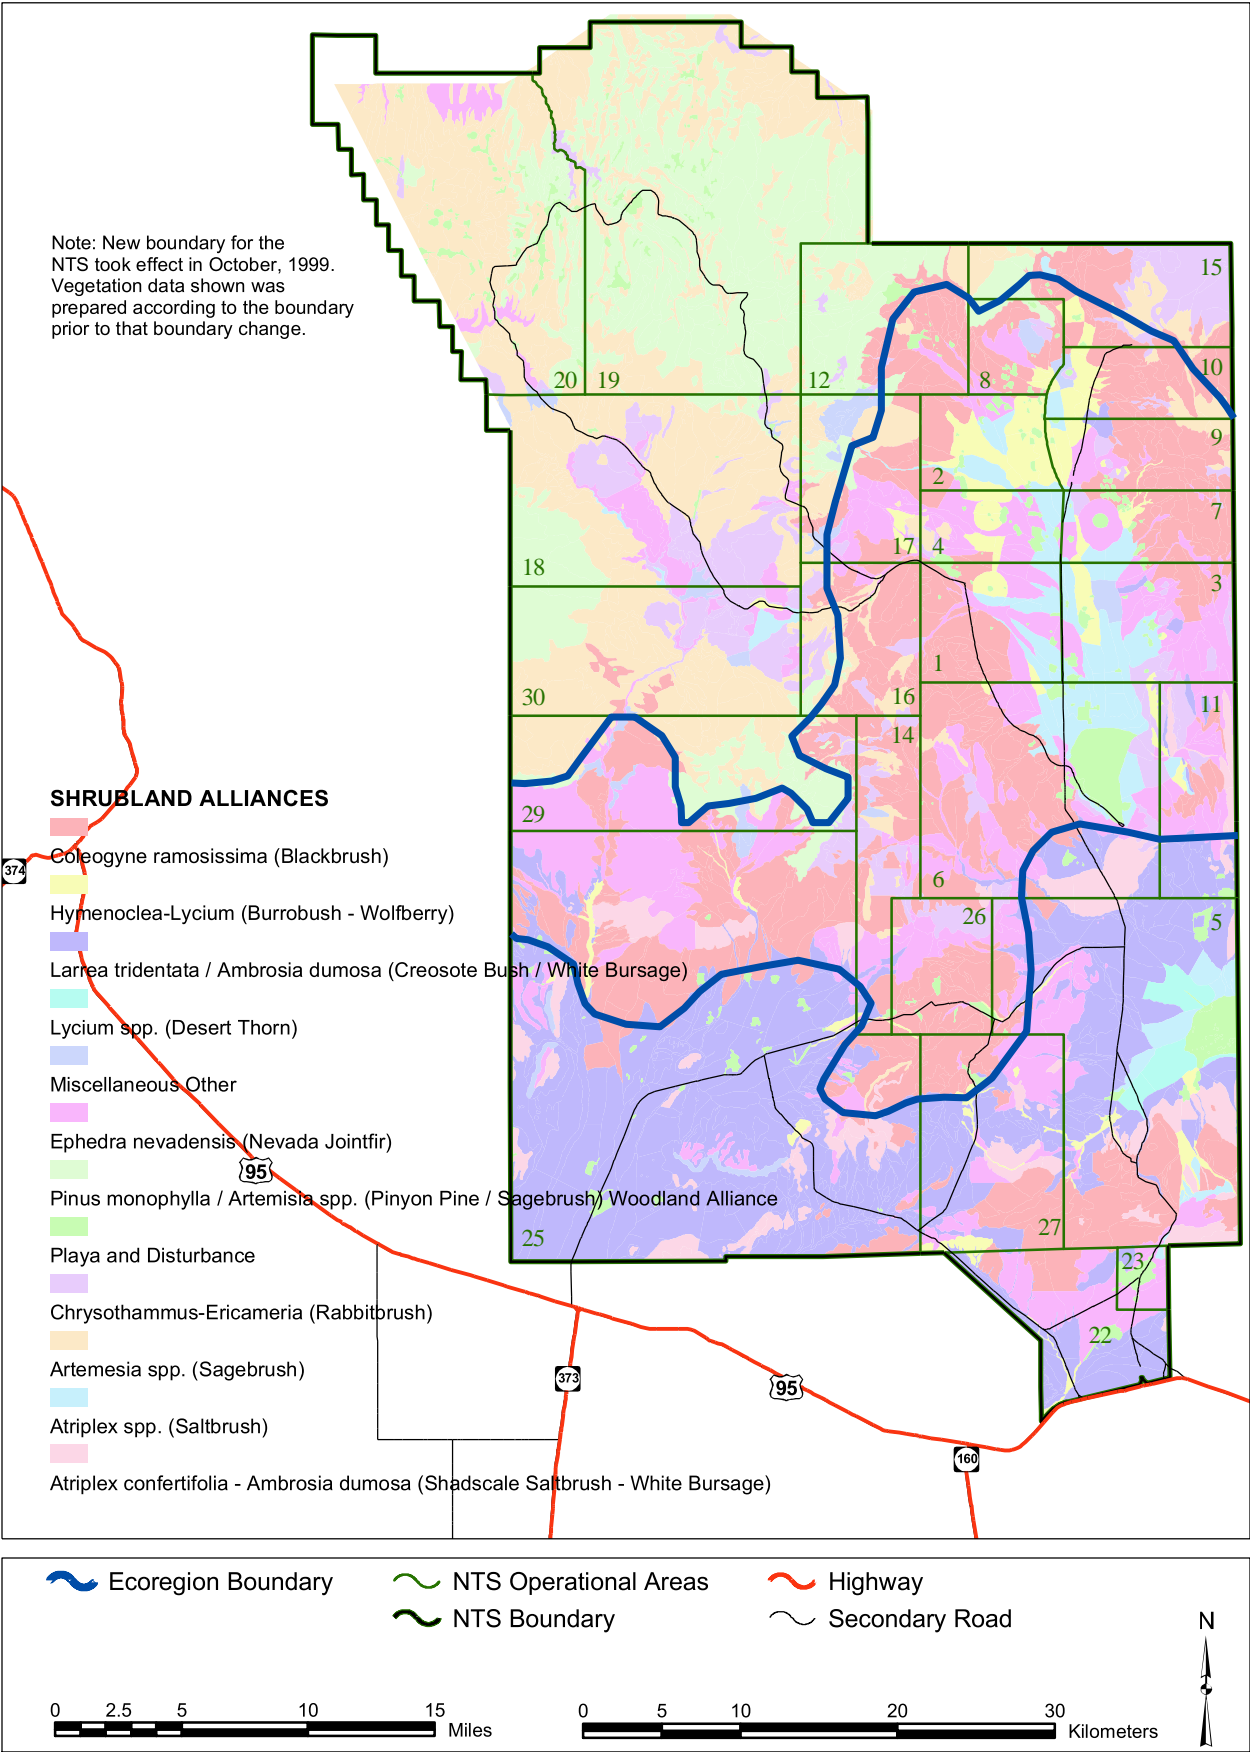 15
Note: New boundary for the
NTS took effect in October, 1999.
Vegetation data shown was
prepared according to the boundary
prior to that boundary change.
20
19
12
8
10
9
2
7
18
17
4
3
1
30
16
11
14
SHRUBLAND ALLIANCES
29
Coleogyne ramosissima (Blackbrush)
374
6
Hymenoclea-Lycium (Burrobush - Wolfberry)
26
5
Larrea tridentata / Ambrosia dumosa (Creosote Bush / White Bursage)
Lycium spp. (Desert Thorn)
Miscellaneous Other
Ephedra nevadensis (Nevada Jointfir)
95
Pinus monophylla / Artemisia spp. (Pinyon Pine / Sagebrush) Woodland Alliance
27
25
Playa and Disturbance
23
Chrysothammus-Ericameria (Rabbitbrush)
22
Artemesia spp. (Sagebrush)
373
95
Atriplex spp. (Saltbrush)
160
Atriplex confertifolia - Ambrosia dumosa (Shadscale Saltbrush - White Bursage)
Ecoregion Boundary
NTS Operational Areas
Highway
NTS Boundary
Secondary Road
N
0 2.5 5 10 15
Miles
0 5 10 20 30
Kilometers